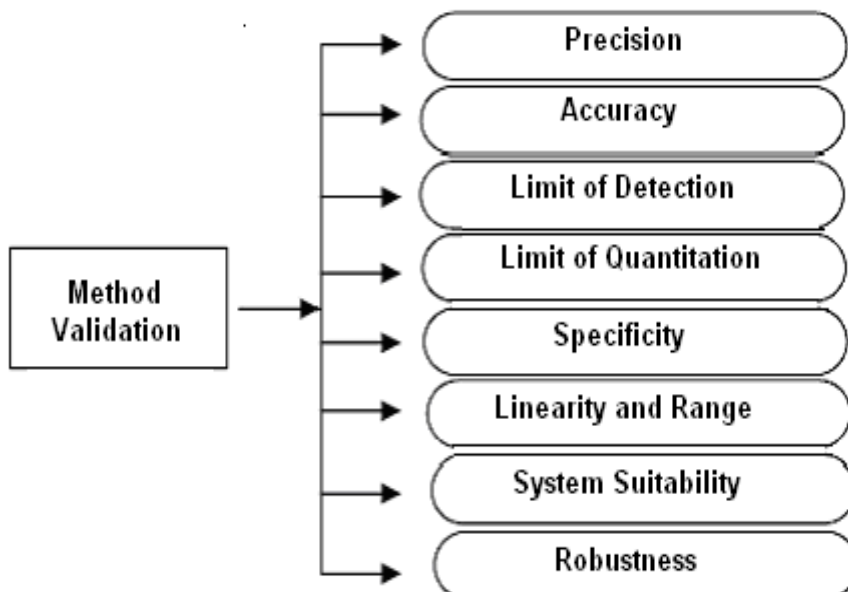 Precision
Accuracy
Limit of Detection
Limit of Quantitation
Method
Validation
Specificity
Linearity and Range
System Suitability
Robustness